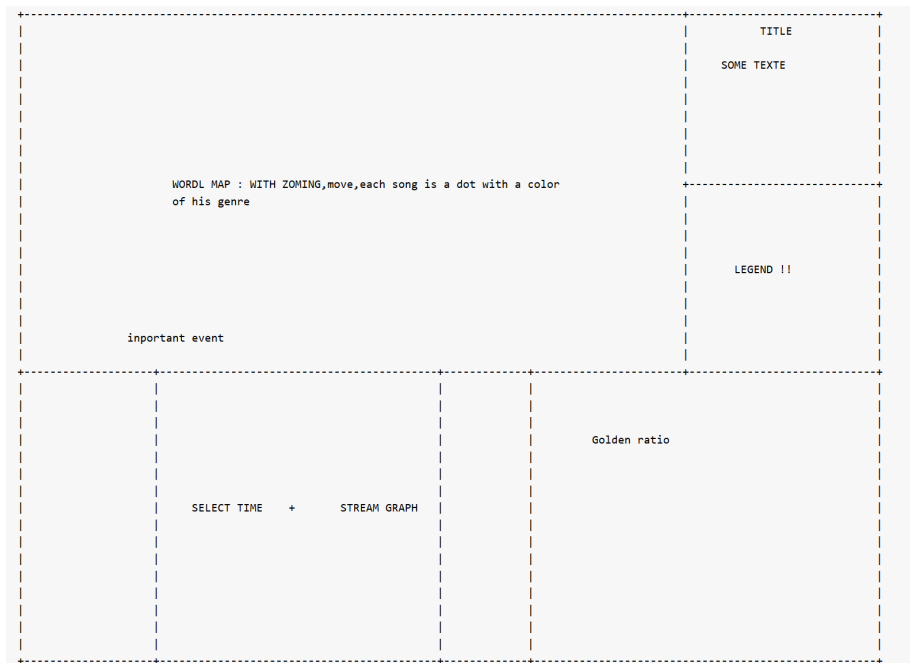 TITLE
SOME TEXTE
WORDL MAP : WITH ZOMING,move,each song is a dot with a color
of his genre
LEGEND !!
inportant event
Golden ratio
SELECT TIME + STREAM GRAPH